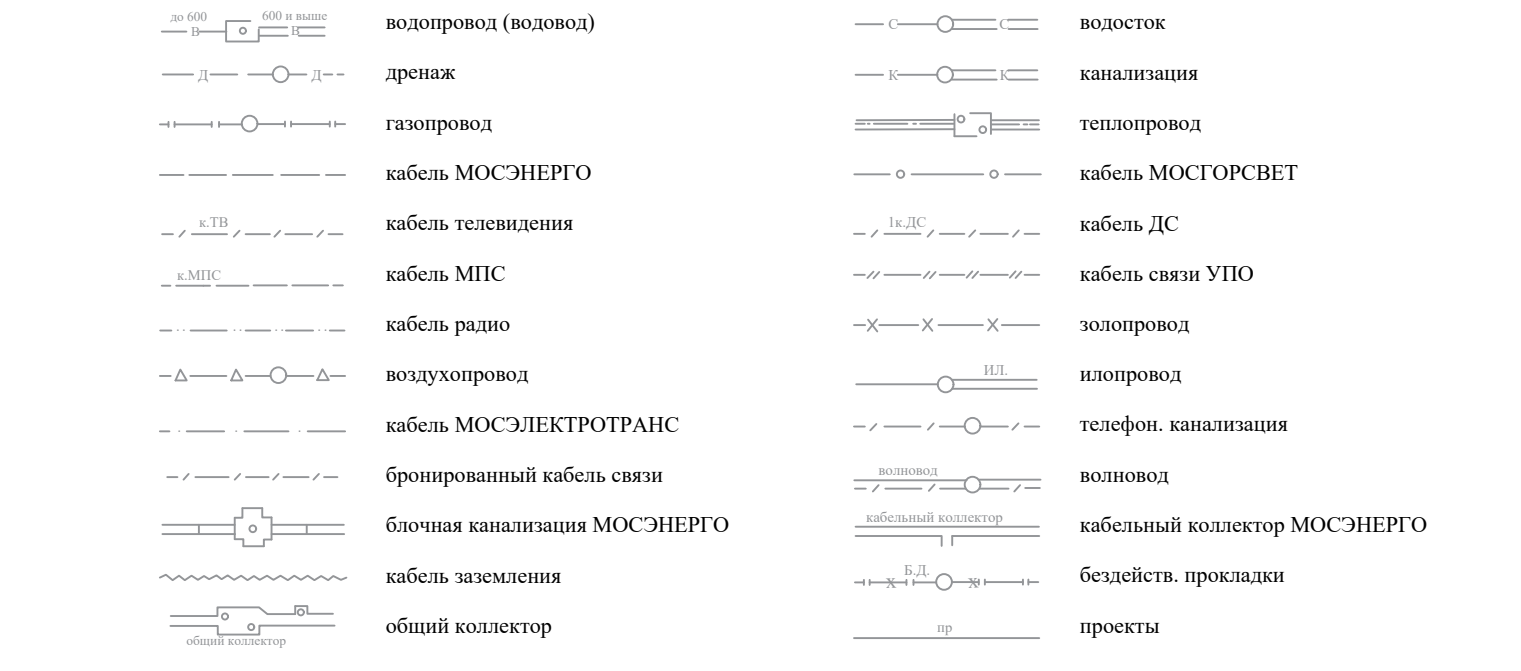 до 600 600 и выше
В В водопровод (водовод)
С С водосток
Д Д дренаж
К К канализация
газопровод
теплопровод
кабель МОСЭНЕРГО
кабель МОСГОРСВЕТ
к.ТВ кабель телевидения
1к.ДС кабель ДС
к.МПС кабель МПС
кабель связи УПО
кабель радио
золопровод
воздухопровод
ИЛ. илопровод
кабель МОСЭЛЕКТРОТРАНС
телефон. канализация
бронированный кабель связи
волновод волновод
блочная канализация МОСЭНЕРГО
кабельный коллектор кабельный коллектор МОСЭНЕРГО
кабель заземления
Б.Д. Х Х бездейств. прокладки
общий коллектор
общий коллектор
пр проекты